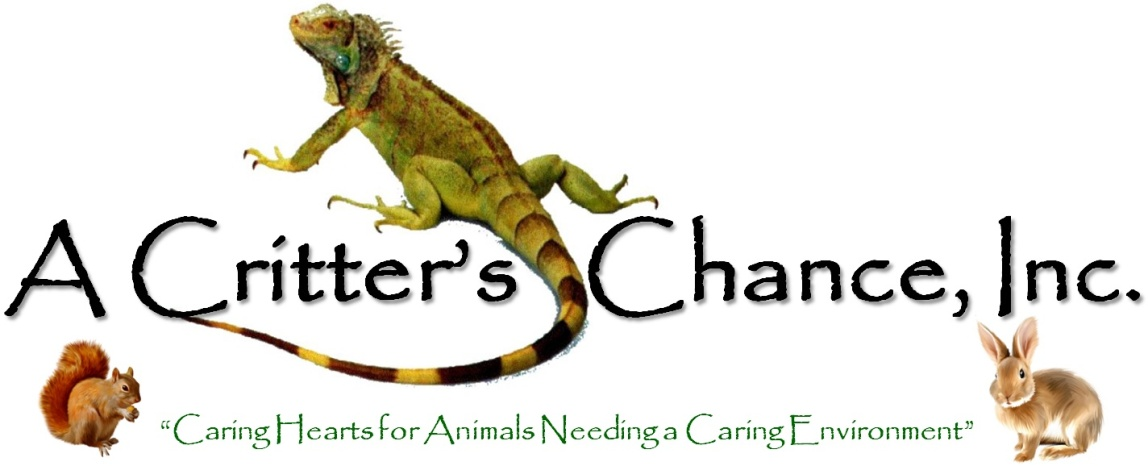 A Critter's Chance, Inc.
“Caring Hearts for Animals Needing a Caring Environment”